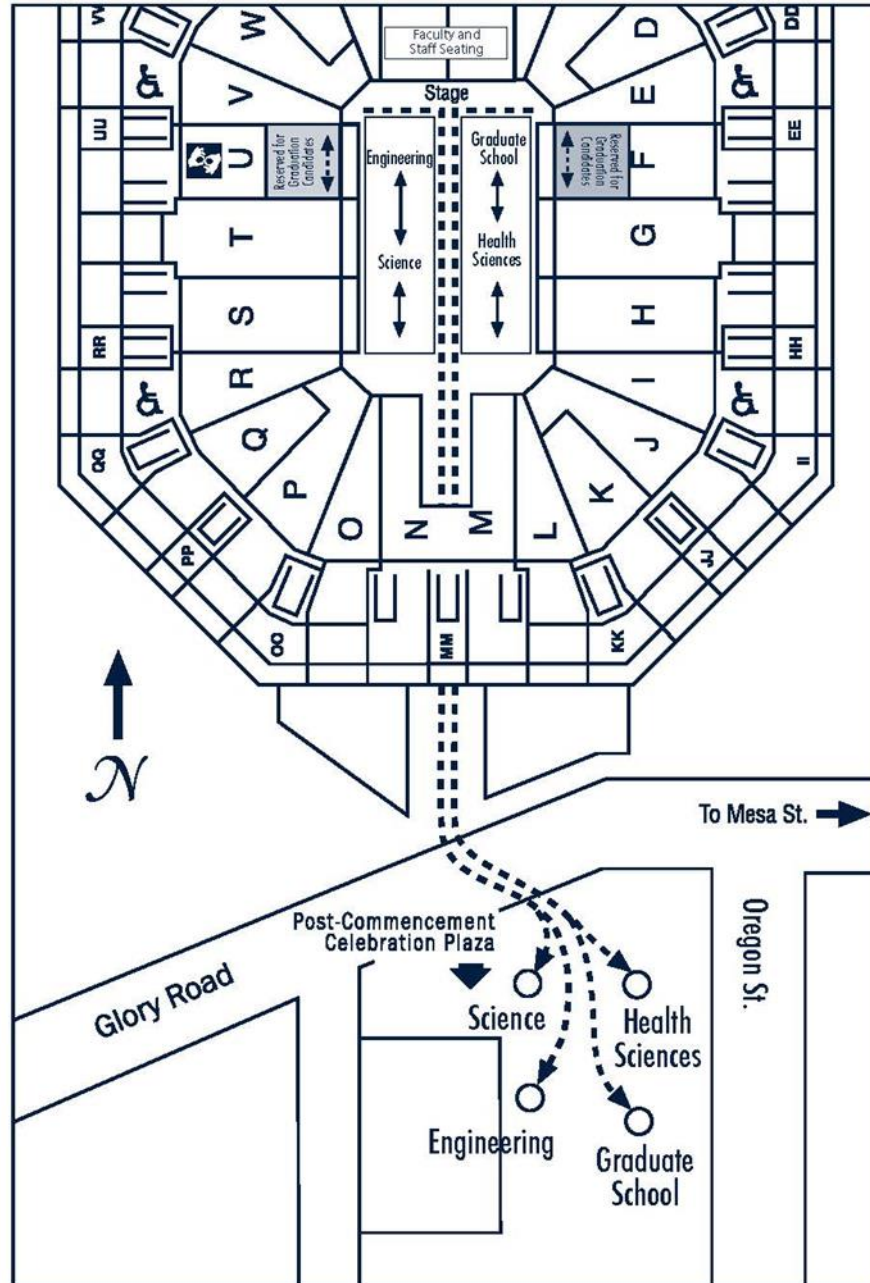 VV
W
Faculty and
Staff Seating
D
DD
V
Stage
E
UU
U
Reserved for
Graduation
Candidates
Engineering
Graduate
School
Reserved for
Graduation
Candidates
F
EE
T
Science
Health
Sciences
G
S
H
RR
R
I
HH
QQ
Q
J
II
P
K
PP
O
N
M
L
JJ
OO
MM
KK
N
To Mesa St.
Post-Commencement
Celebration Plaza
Oregon St.
Glory Road
Science
Health
Sciences
Engineering
Graduate
School